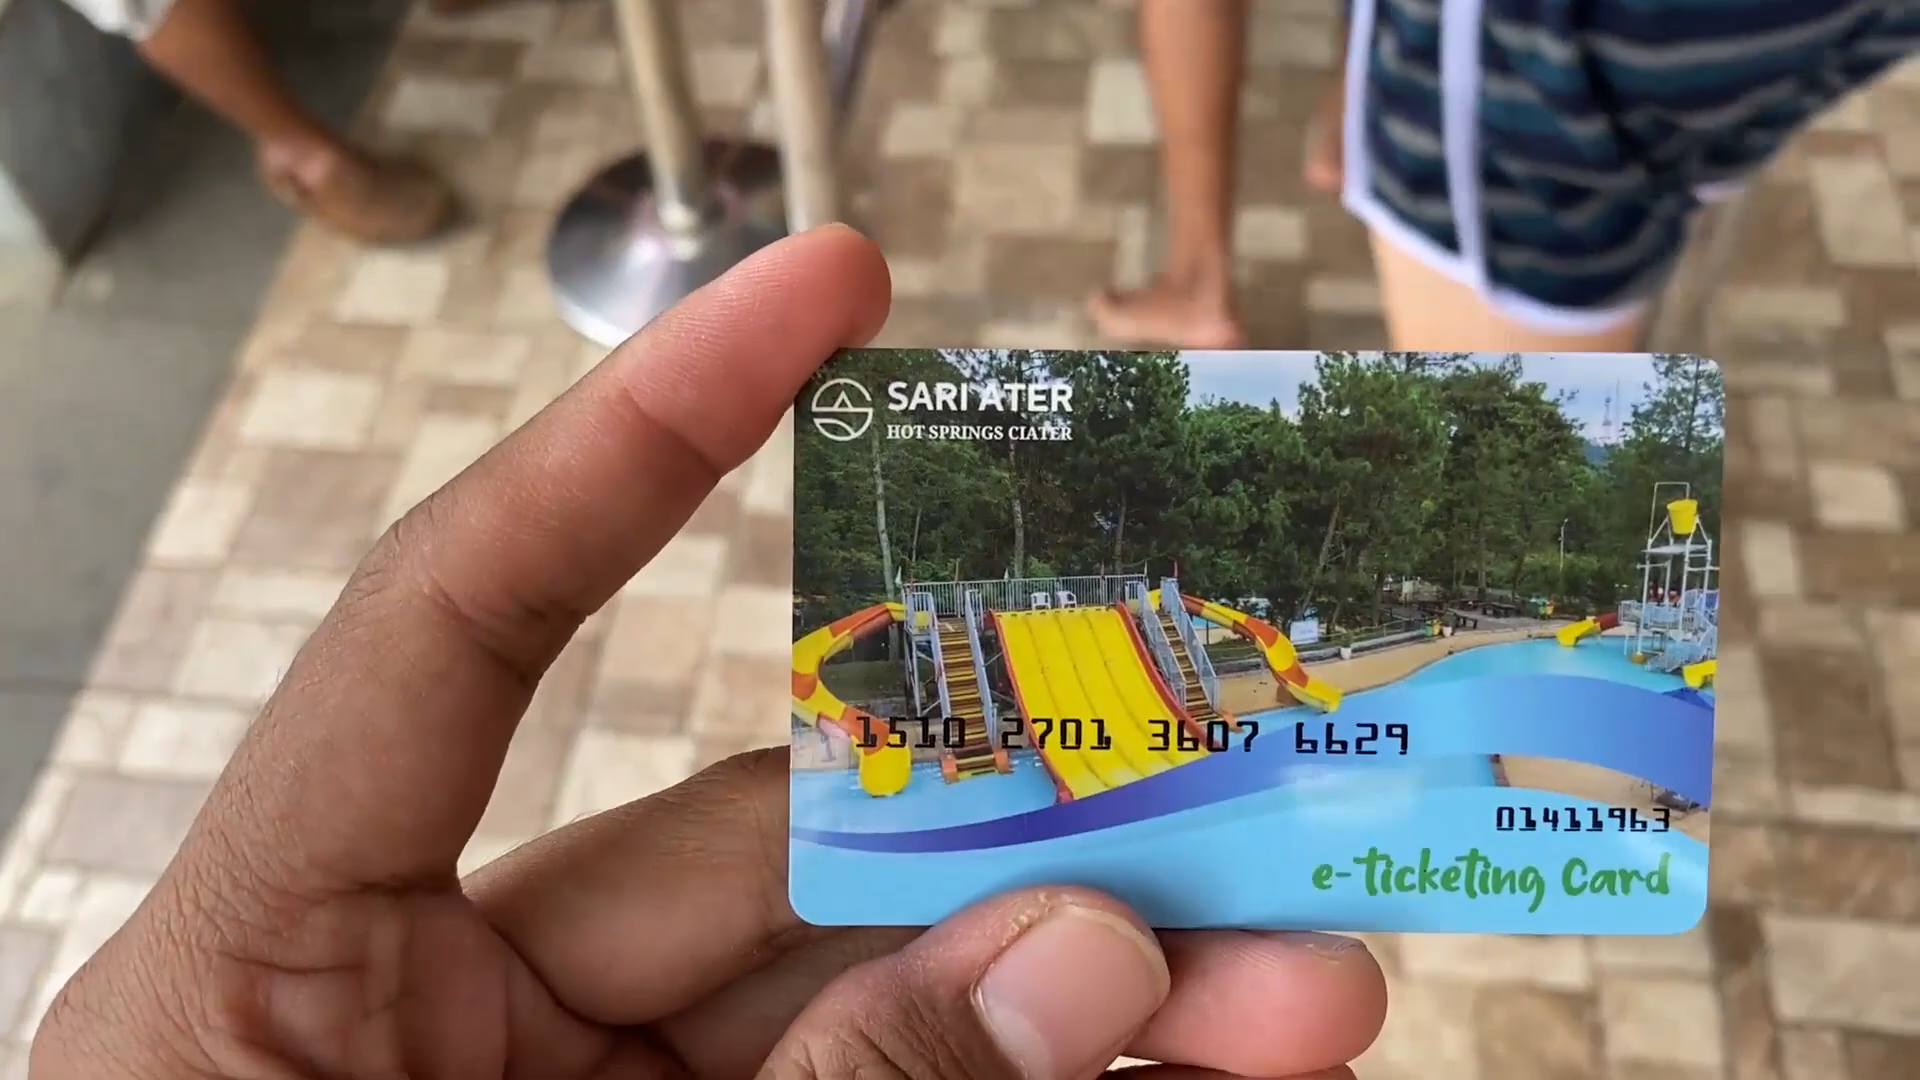 SARI ATER
HOT SPRINGS CIATER
1510 2701 3607 6629
01411963
e-Ticketing Card